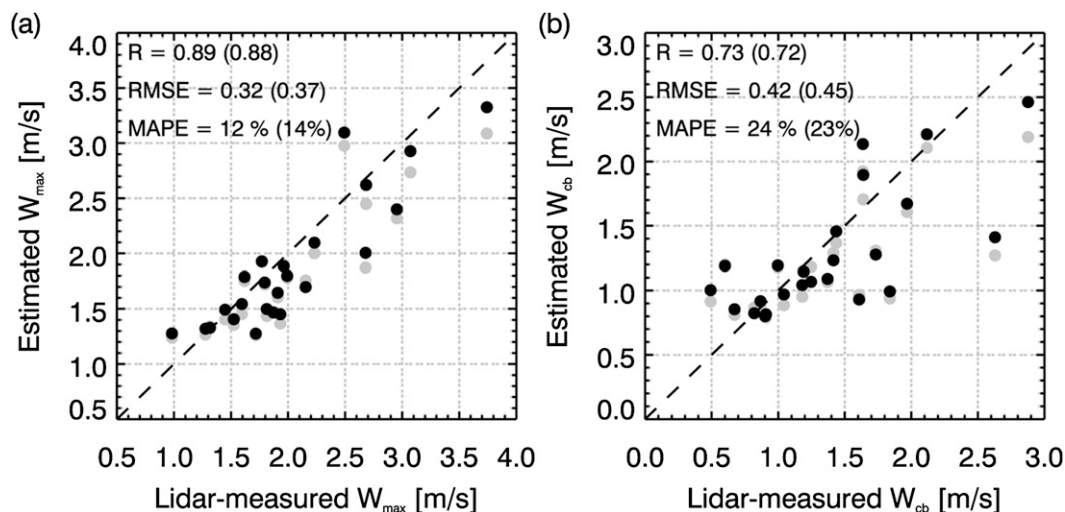 (a)
4.0
3.5
3.0
2.5
2.0
1.5
1.0
0.5
Estimated W_max [m/s]
R = 0.89 (0.88)
RMSE = 0.32 (0.37)
MAPE = 12 % (14%)
0.5 1.0 1.5 2.0 2.5 3.0 3.5 4.0
Lidar-measured W_max [m/s]
(b)
3.0
2.5
2.0
1.5
1.0
0.5
0.0
Estimated W_cb [m/s]
R = 0.73 (0.72)
RMSE = 0.42 (0.45)
MAPE = 24 % (23%)
0.0 0.5 1.0 1.5 2.0 2.5 3.0
Lidar-measured W_cb [m/s]